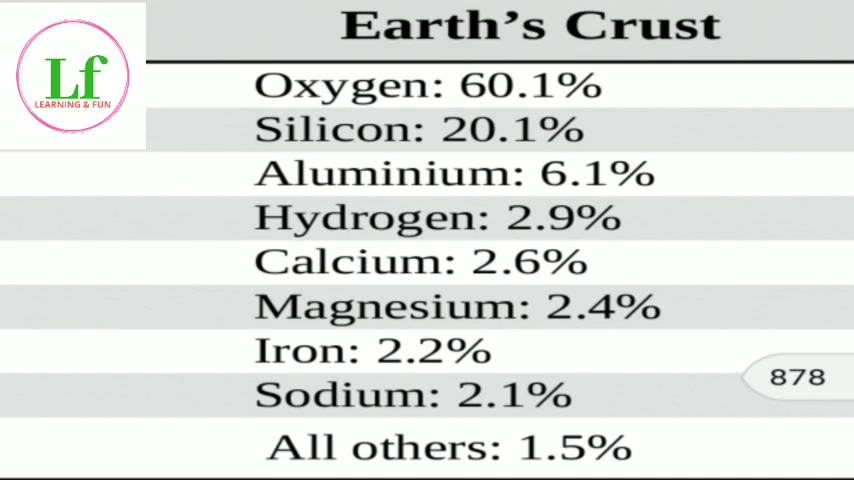 Earth's Crust
Lf
LEARNING & FUN
Oxygen: 60.1%
Silicon: 20.1%
Aluminium: 6.1%
Hydrogen: 2.9%
Calcium: 2.6%
Magnesium: 2.4%
Iron: 2.2%
878
Sodium: 2.1%
All others: 1.5%